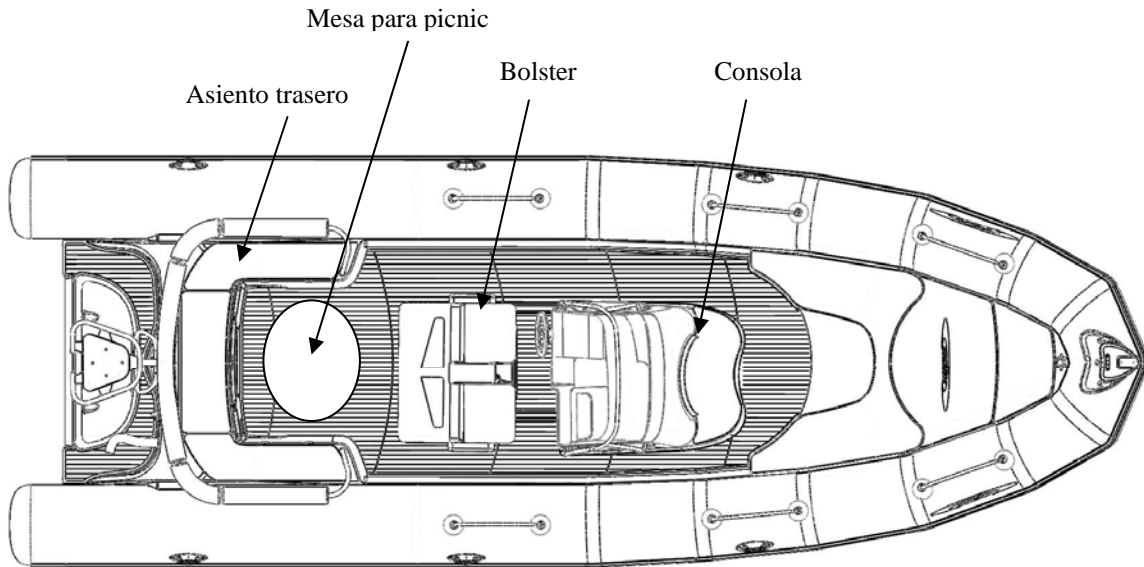 Mesa para picnic
Bolster
Consola
Asiento trasero